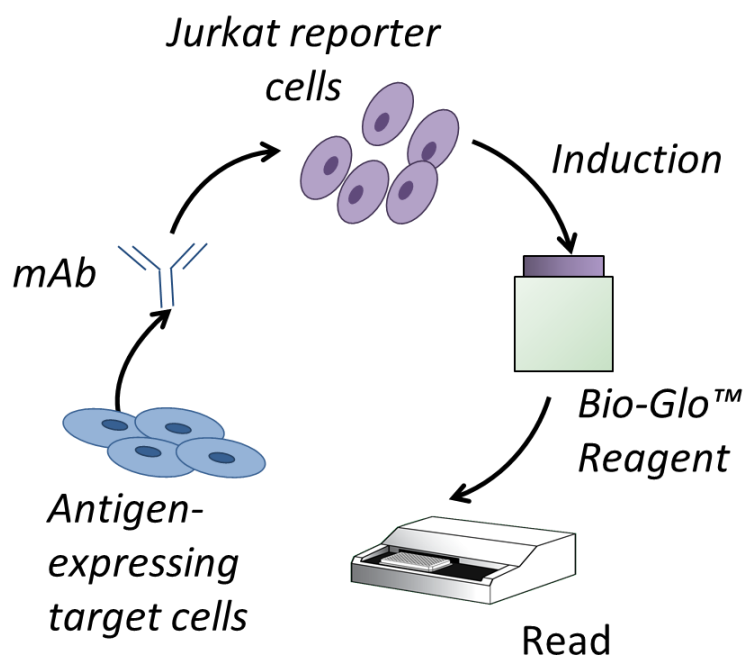 Jurkat reporter
cells
Induction
mAb
Bio-Glo™
Reagent
Antigen-
expressing
target cells
Read